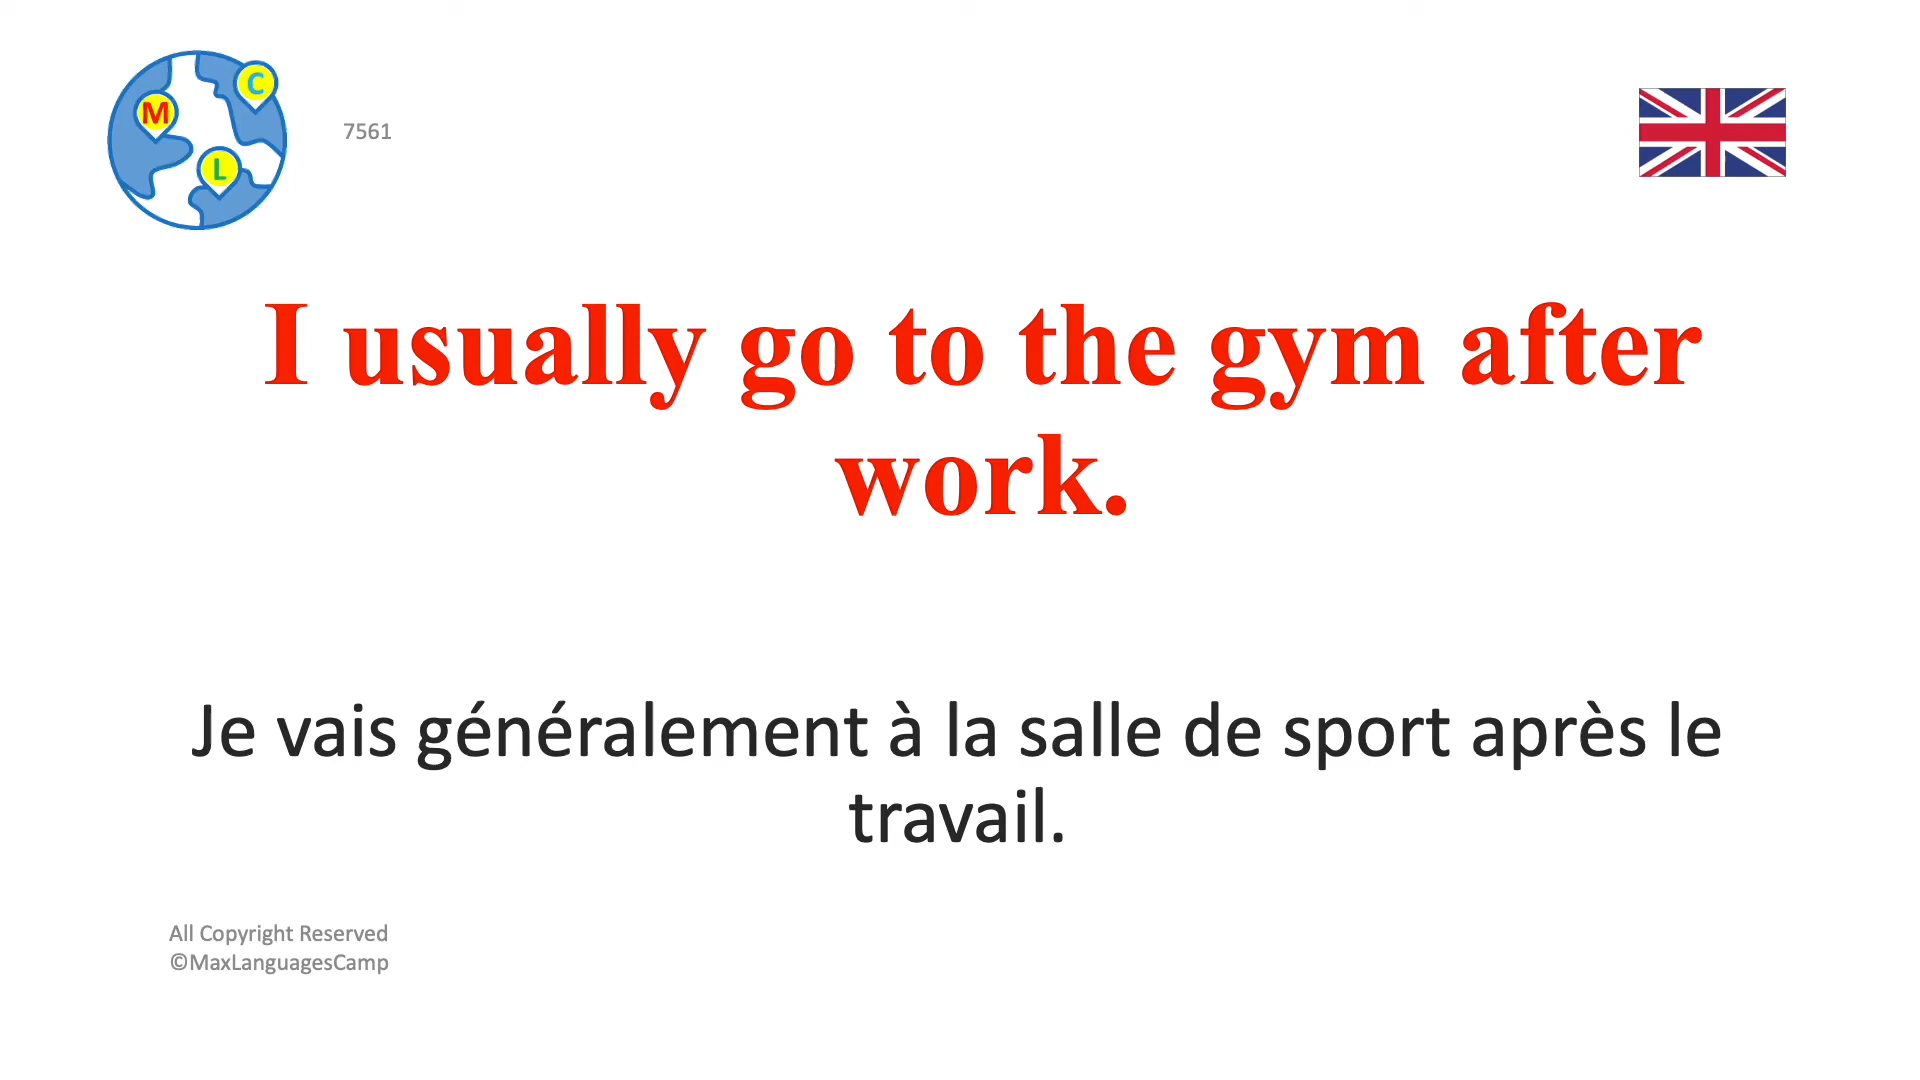 C
M
L
7561
I usually go to the gym after
work.
Je vais généralement à la salle de sport après le
travail.
All Copyright Reserved
©MaxLanguagesCamp